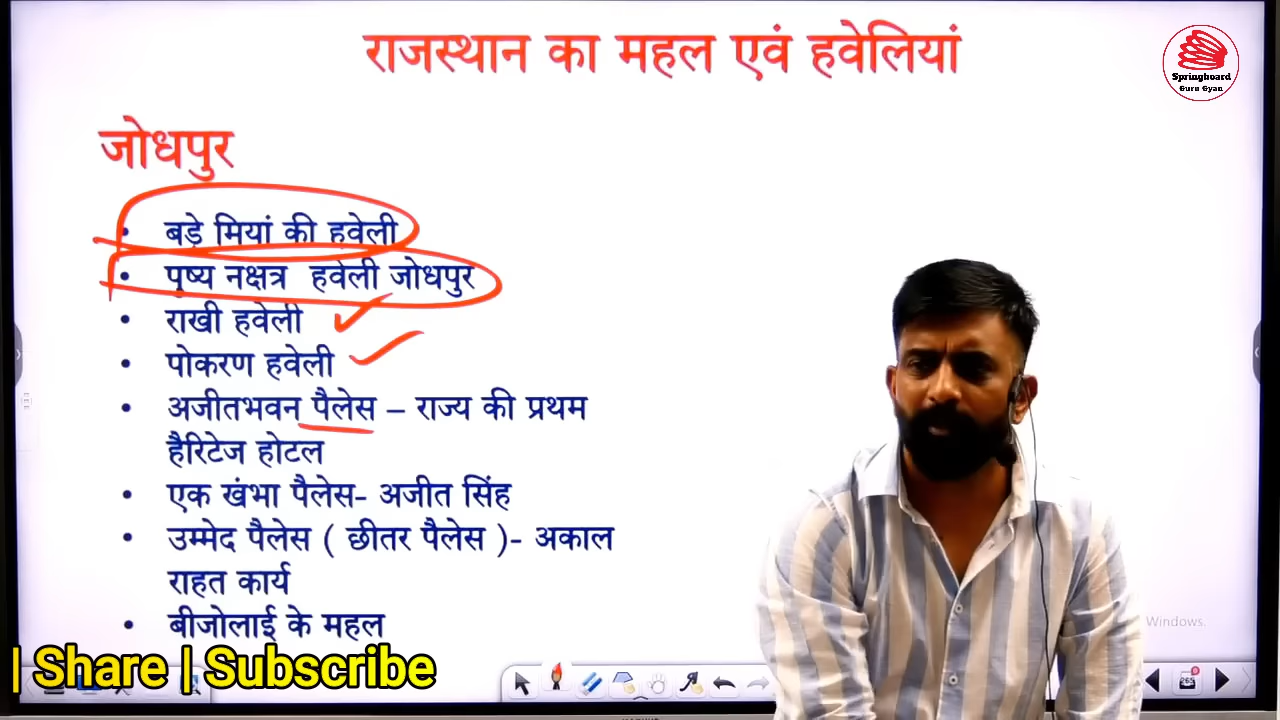 राजस्थान का महल एवं हवेलियां
Springboard
Guru Gyan
जोधपुर
• बड़े मियां की हवेली
• पुष्य नक्षत्र हवेली जोधपुर
• राखी हवेली
• पोकरण हवेली
• अजीतभवन पैलेस – राज्य की प्रथम
हैरिटेज होटल
• एक खंभा पैलेस- अजीत सिंह
• उम्मेद पैलेस ( छीतर पैलेस )- अकाल
राहत कार्य
• बीजोलाई के महल
Windows.
| Share | Subscribe
265